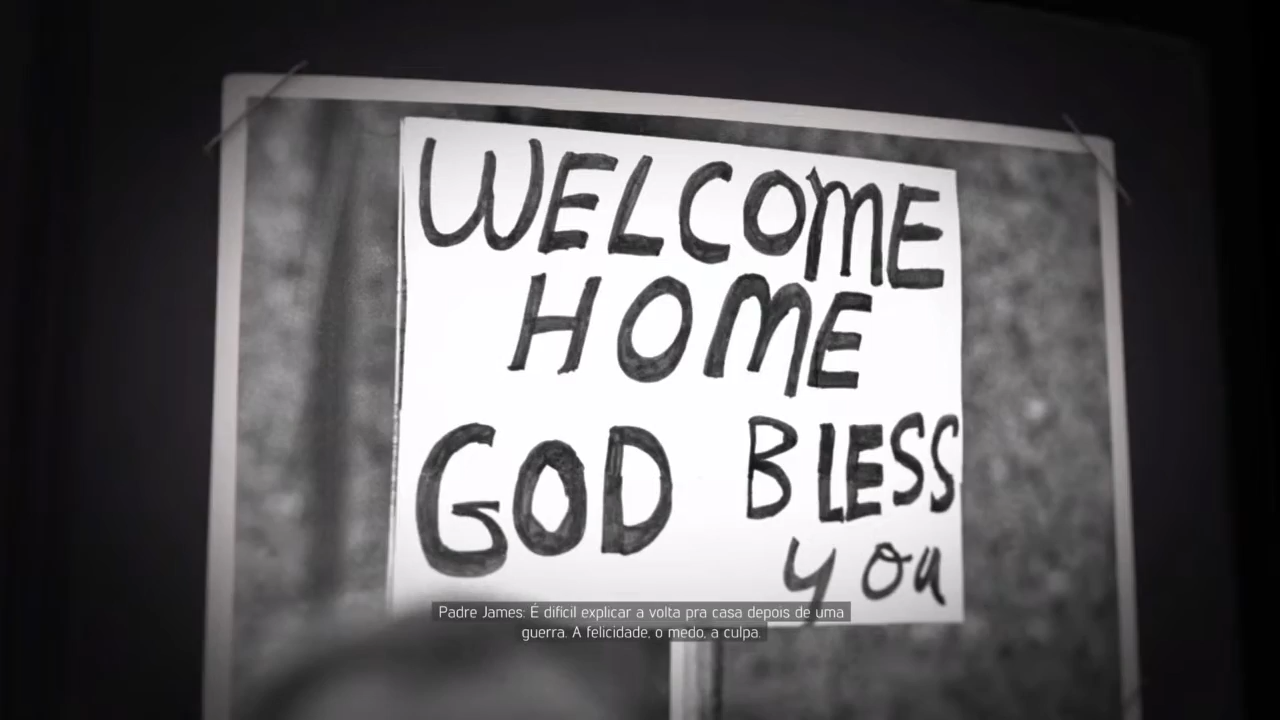 WELCOME
HOME
GOD BLESS
you
Padre James: É difícil explicar a volta pra casa depois de uma
guerra. A felicidade, o medo, a culpa.